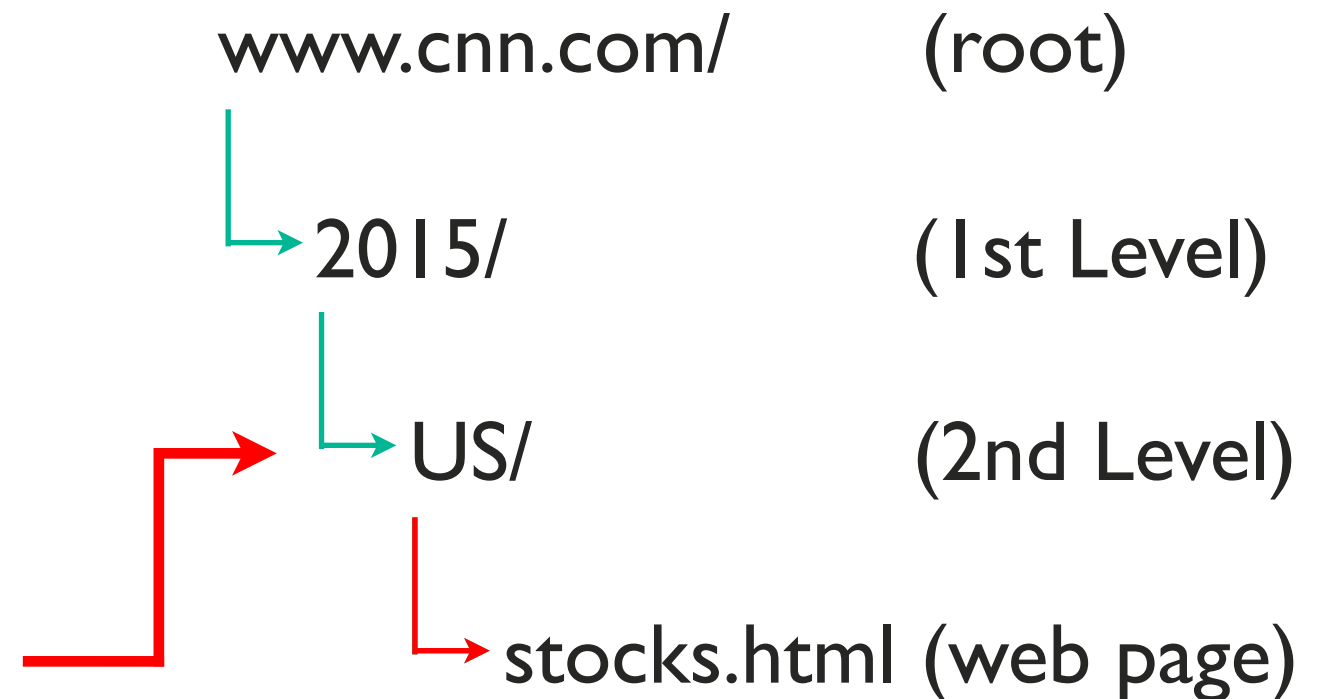 www.cnn.com/ (root)
2015/ (1st Level)
US/ (2nd Level)
stocks.html (web page)